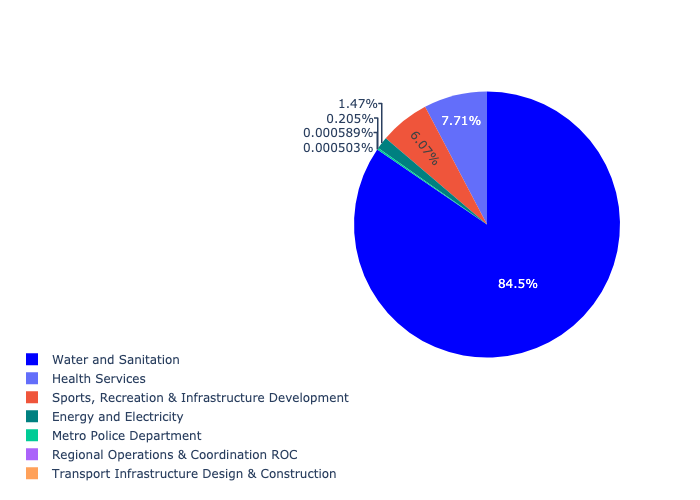 1.47%
0.205%
0.000589%
0.000503%
6.07%
7.71%
84.5%
Water and Sanitation
Health Services
Sports, Recreation & Infrastructure Development
Energy and Electricity
Metro Police Department
Regional Operations & Coordination ROC
Transport Infrastructure Design & Construction